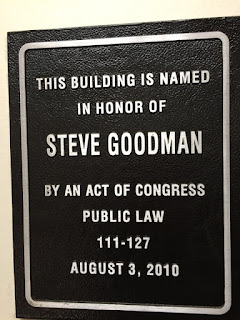 THIS BUILDING IS NAMED
IN HONOR OF
STEVE GOODMAN
BY AN ACT OF CONGRESS
PUBLIC LAW
111-127
AUGUST 3, 2010